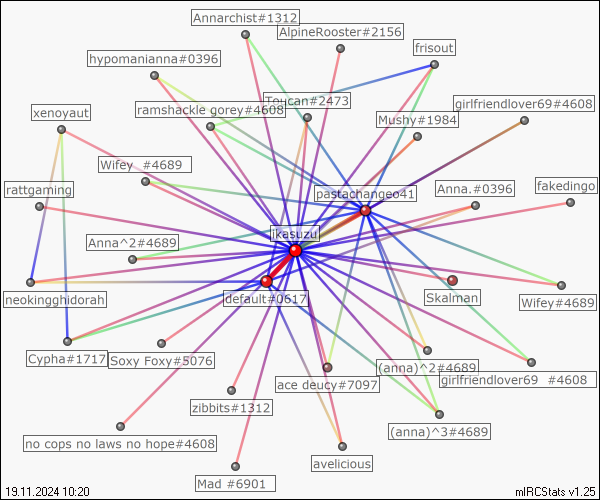 Annarchist#1312
AlpineRooster#2156
frisout
hypomanianna#0396
Toucan#2473
girlfriendlover69#4608
ramshackle gorey#4608
xenoyaut
Mushy#1984
Wifey_#4689
rattgaming
pastachangeo41
Anna.#0396
fakedingo
ikasuzu
Anna^2#4689
neokingghidorah
default#0617
Skalman
Wifey#4689
Cypha#1717
Soxy Foxy#5076
(anna)^2#4689
girlfriendlover69_#4608
ace deucy#7097
zibbits#1312
(anna)^3#4689
no cops no laws no hope#4608
avelicious
Mad_#6901
19.11.2024 10:20
mIRCStats v1.25